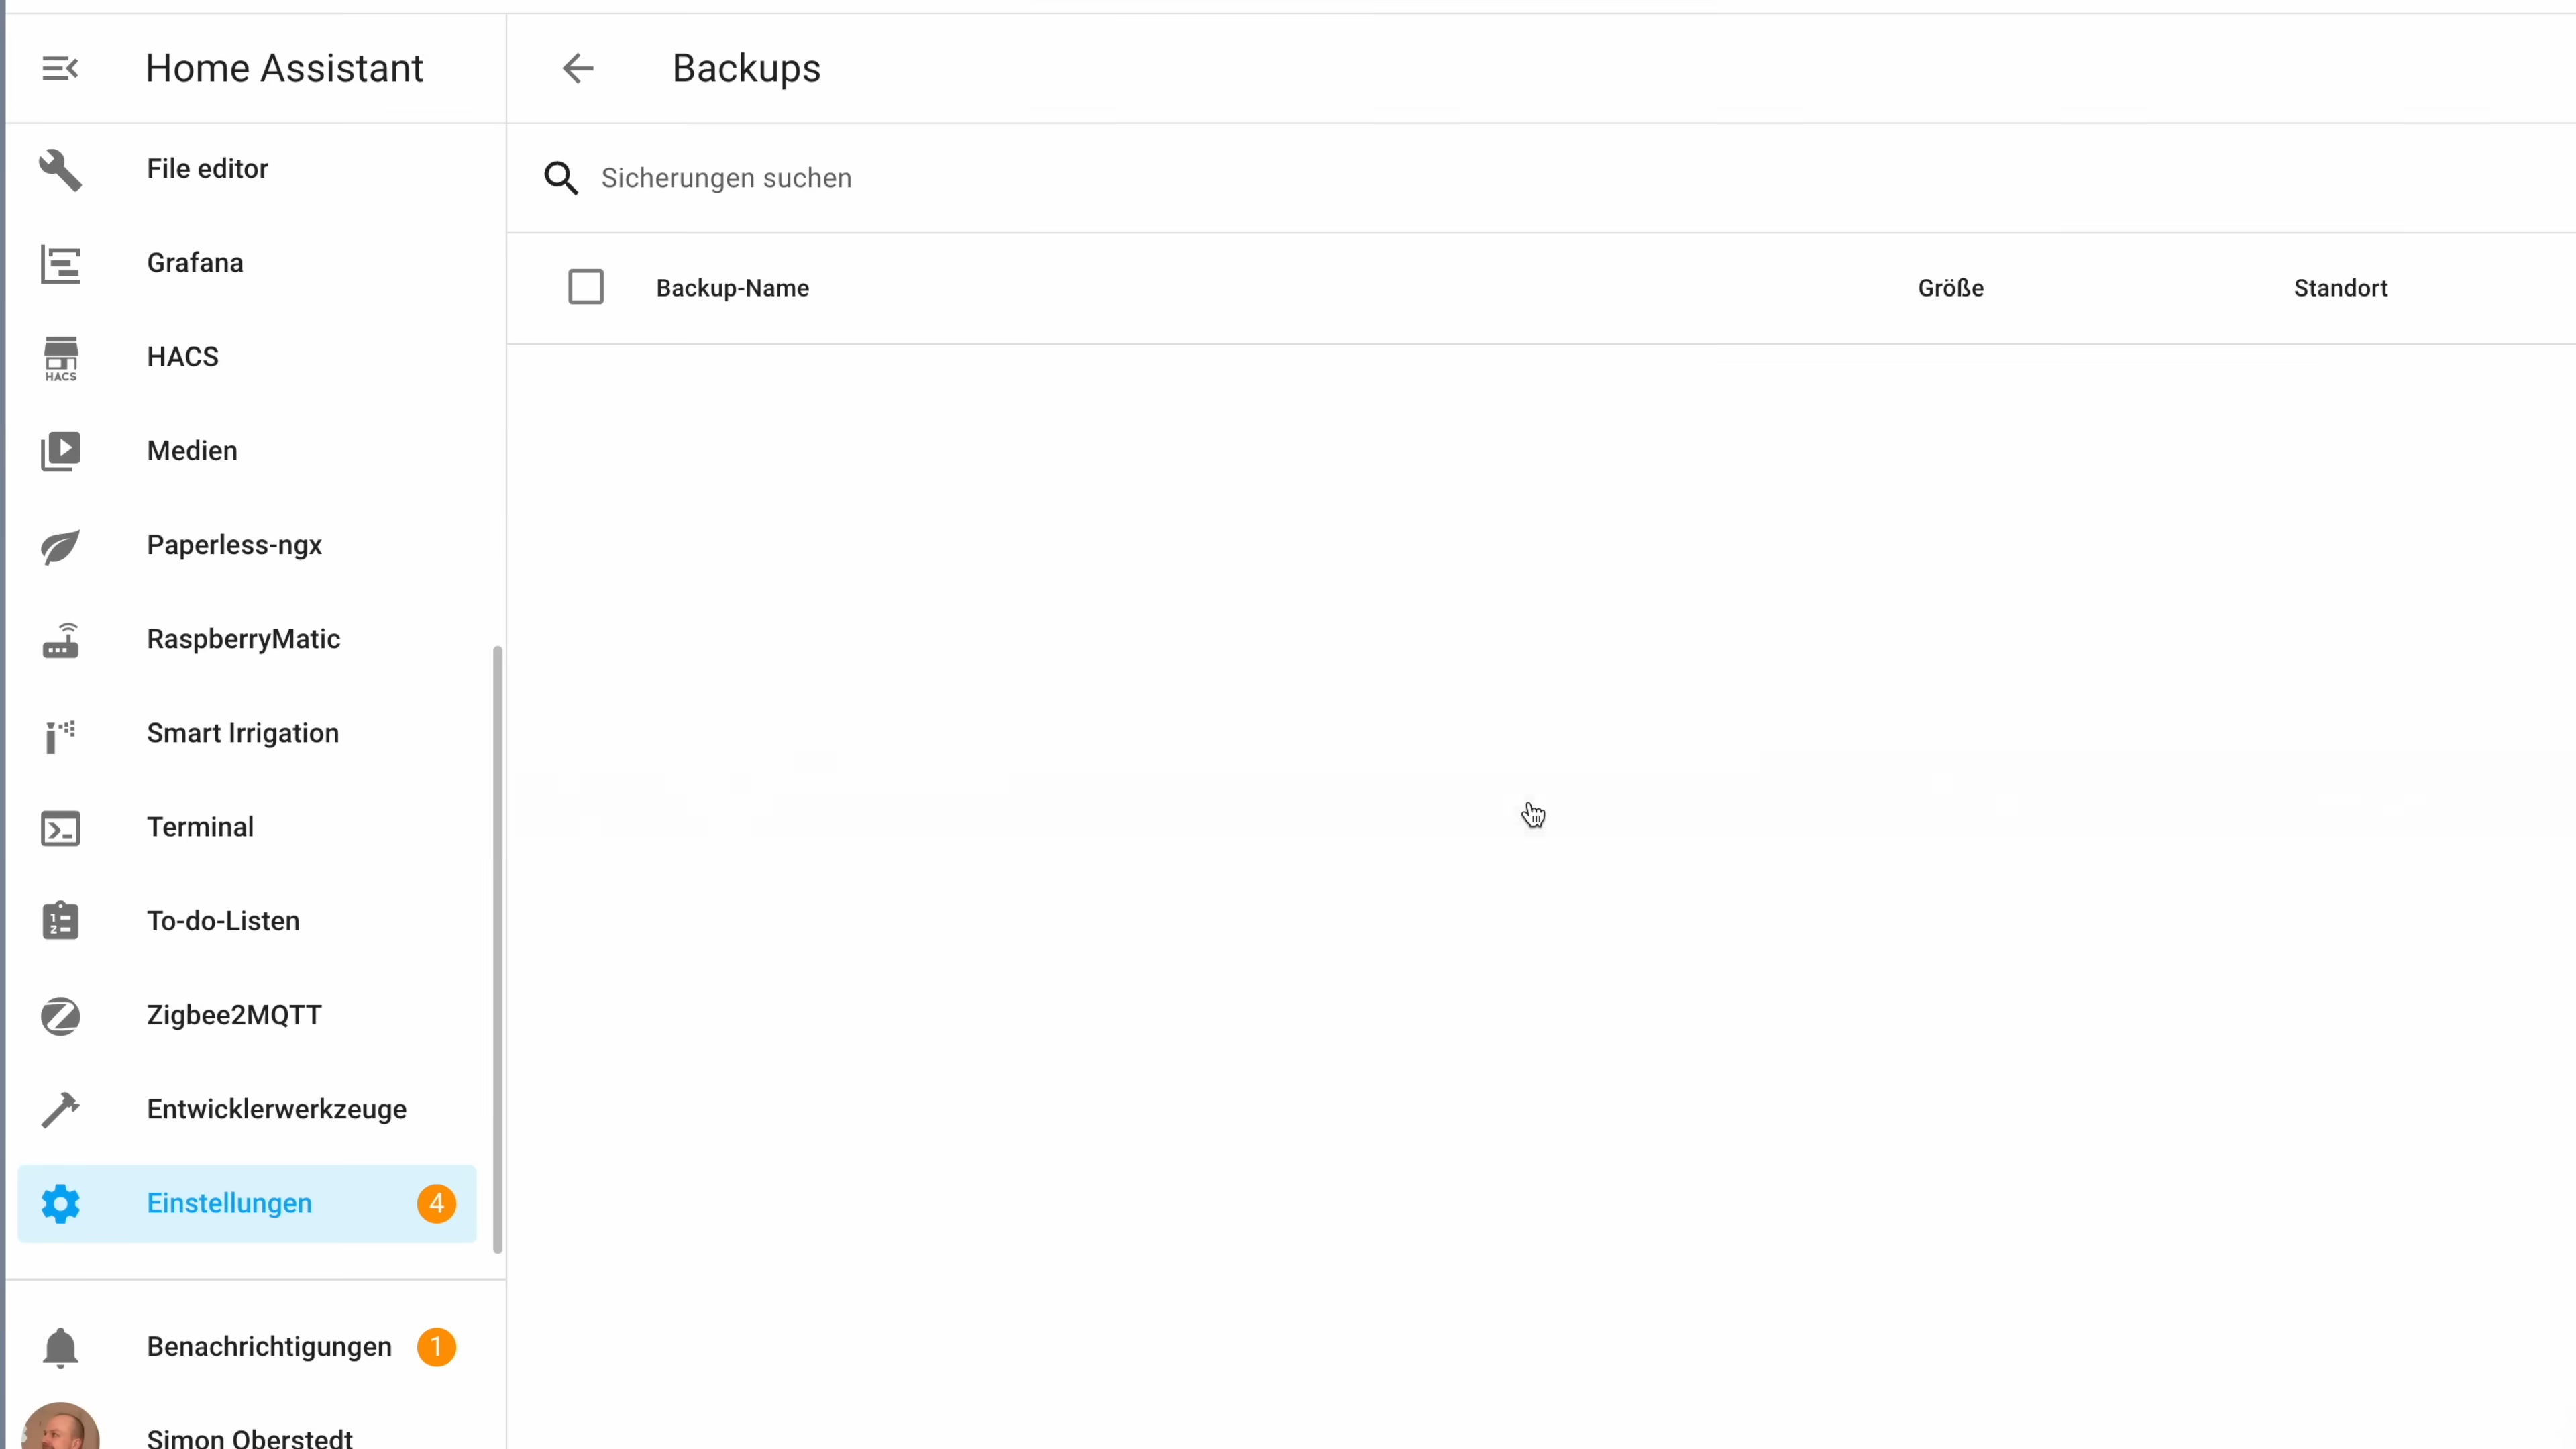 Home Assistant
Backups
File editor
Sicherungen suchen
Grafana
Backup-Name
Größe
Standort
HACS
HACS
Medien
Paperless-ngx
RaspberryMatic
Smart Irrigation
Terminal
To-do-Listen
Zigbee2MQTT
Entwicklerwerkzeuge
Einstellungen
4
Benachrichtigungen
1
Simon Oberstedt